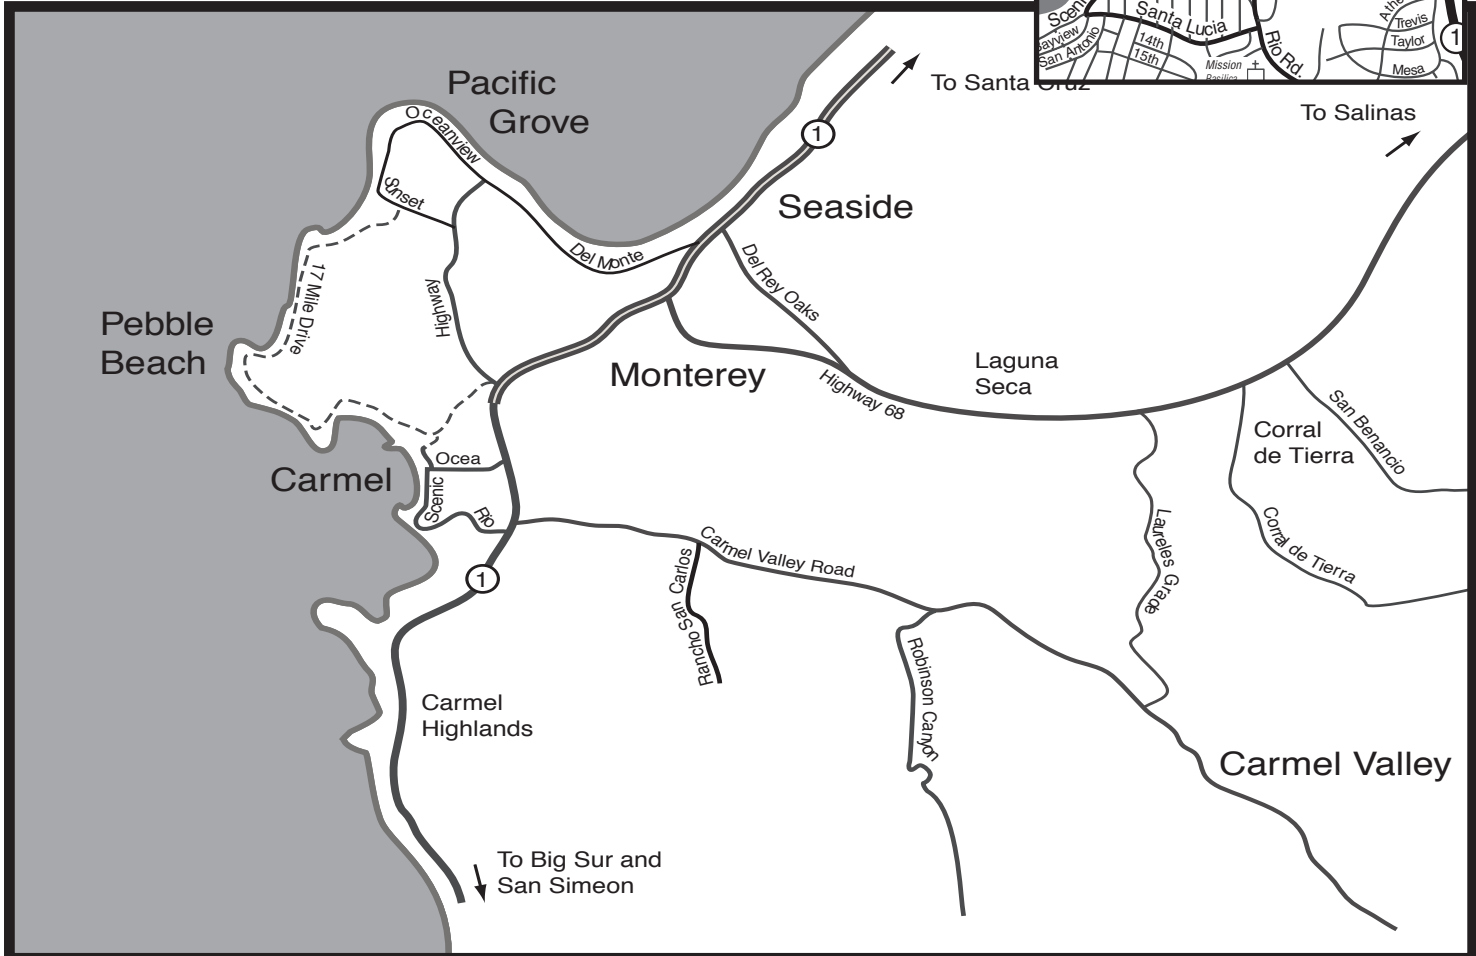 Scenic
Santa Lucia
Bayview
San Antonio
14th
15th
Rio Rd.
Mission
Basilica
Trevis
Taylor
Mesa
1
To Santa Cruz
To Salinas
Pacific
Grove
Oceanview
Sunset
1
Seaside
Del Monte
Del Rey Oaks
17 Mile Drive
Highway
Pebble
Beach
Monterey
Highway 68
Laguna
Seca
San Benancio
Corral
de Tierra
Corral de Tierra
Carmel
Ocea
Scenic
Rio
Carmel Valley Road
Rancho San Carlos
Laureles Grade
1
Robinson Canyon
Carmel
Highlands
Carmel Valley
To Big Sur and
San Simeon